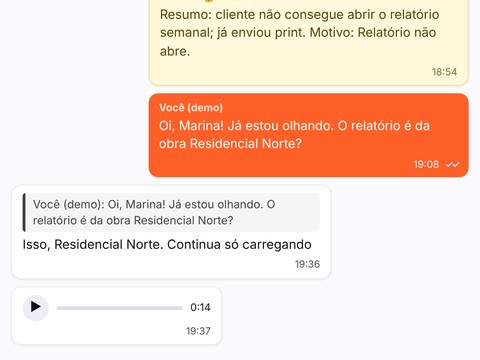 Resumo: cliente não consegue abrir o relatório
semanal; já enviou print. Motivo: Relatório não
abre.
18:54
Você (demo)
Oi, Marina! Já estou olhando. O relatório é da
obra Residencial Norte?
19:08
Você (demo): Oi, Marina! Já estou olhando. O
relatório é da obra Residencial Norte?
Isso, Residencial Norte. Continua só carregando
19:36
0:14
19:37